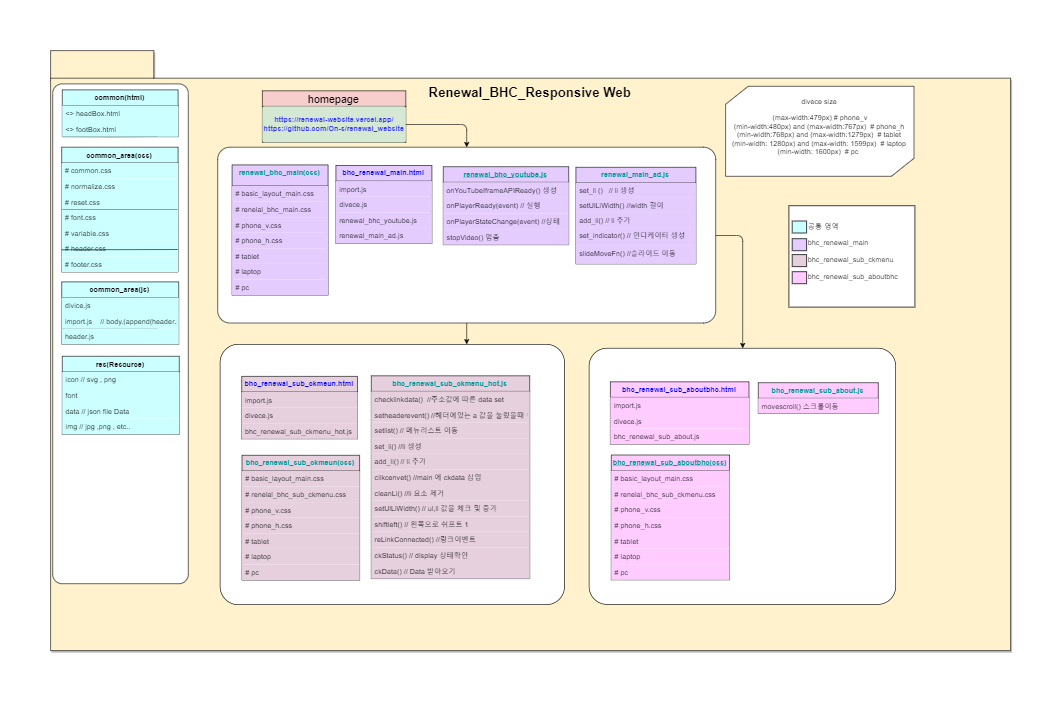 Renewal_BHC_Responsive Web
common(html)
<> headBox.html
<> footBox.html
common_area(css)
# common.css
# normalize.css
# reset.css
# font.css
# variable.css
# header.css
# footer.css
common_area(js)
divice.js
import.js // body.(append(header.
header.js
res(Resource)
icon // svg , png
font
data // json file Data
img // jpg ,png , etc..
homepage
https://renewal-website.vercel.app/
https://github.com/On-s/renewal_website
renewal_bhc_main(css)
# basic_layout_main.css
# renelal_bhc_main.css
# phone_v.css
# phone_h.css
# tablet
# laptop
# pc
bhc_renewal_main.html
import.js
divece.js
renewal_bhc_youtube.js
renewal_main_ad.js
renewal_bhc_youtube.js
onYouTubeIframeAPIReady() 생성
onPlayerReady(event) // 실행
onPlayerStateChange(event) //상태
stopVideo() 멈춤
renewal_main_ad.js
set_li () // li 생성
setUlLiWidth() //width 길이
add_li() // li 추가
set_indicator() // 인디케이터 생성
slideMoveFn() //슬라이드 이동
divece size
(max-width:479px) # phone_v
(min-width:480px) and (max-width:767px) # phone_h
(min-width:768px) and (max-width:1279px) # tablet
(min-width: 1280px) and (max-width: 1599px) # laptop
(min-width: 1600px) # pc
공통 영역
bhc_renewal_main
bhc_renewal_sub_ckmenu
bhc_renewal_sub_aboutbhc
bhc_renewal_sub_ckmeun.html
import.js
divece.js
bhc_renewal_sub_ckmenu_hot.js
bhc_renewal_sub_ckmeun(css)
# basic_layout_main.css
# renelal_bhc_sub_ckmenu.css
# phone_v.css
# phone_h.css
# tablet
# laptop
# pc
bhc_renewal_sub_ckmenu_hot.js
checklinkdata() //주소값에 따른 data set
setheaderevent() //헤더에있는 a 값을 눌렀을때
setlist() // 메뉴리스트 이동
set_li() //li 생성
add_li() // li 추가
clikcenvet() //main 에 ckdata 삽입
cleanLi() //li 요소 제거
setUlLiWidth() // ul,li 값을 체크 및 증가
shiftleft() // 왼쪽으로 쉬프트 1
reLinkConnected() //링크이벤트
ckStatus() // display 상태확인
ckData() // Data 받아오기
bhc_renewal_sub_aboutbhc.html
import.js
divece.js
bhc_renewal_sub_about.js
bhc_renewal_sub_about.js
movescroll() 스크롤이동
bhc_renewal_sub_aboutbhc(css)
# basic_layout_main.css
# renelal_bhc_sub_ckmenu.css
# phone_v.css
# phone_h.css
# tablet
# laptop
# pc